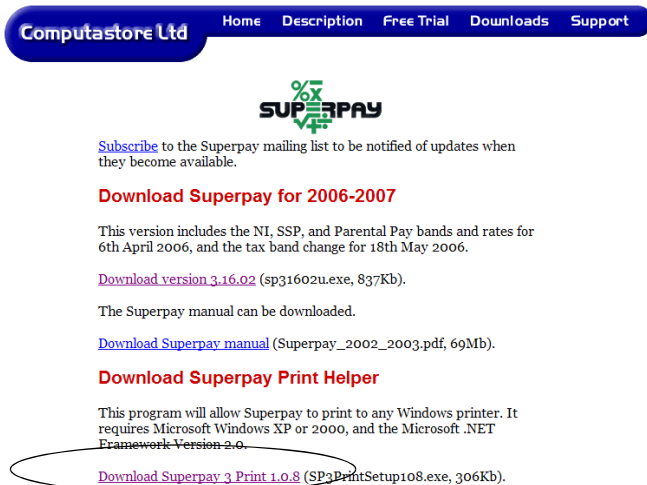 Computastore Ltd
Home Description Free Trial Downloads Support
%x
SUPERPAY
√+÷
Subscribe to the Superpay mailing list to be notified of updates when
they become available.
Download Superpay for 2006-2007
This version includes the NI, SSP, and Parental Pay bands and rates for
6th April 2006, and the tax band change for 18th May 2006.
Download version 3.16.02 (sp31602u.exe, 837Kb).
The Superpay manual can be downloaded.
Download Superpay manual (Superpay_2002_2003.pdf, 69Mb).
Download Superpay Print Helper
This program will allow Superpay to print to any Windows printer. It
requires Microsoft Windows XP or 2000, and the Microsoft .NET
Framework Version 2.0.
Download Superpay 3 Print 1.0.8 (SP3PrintSetup108.exe, 306Kb).